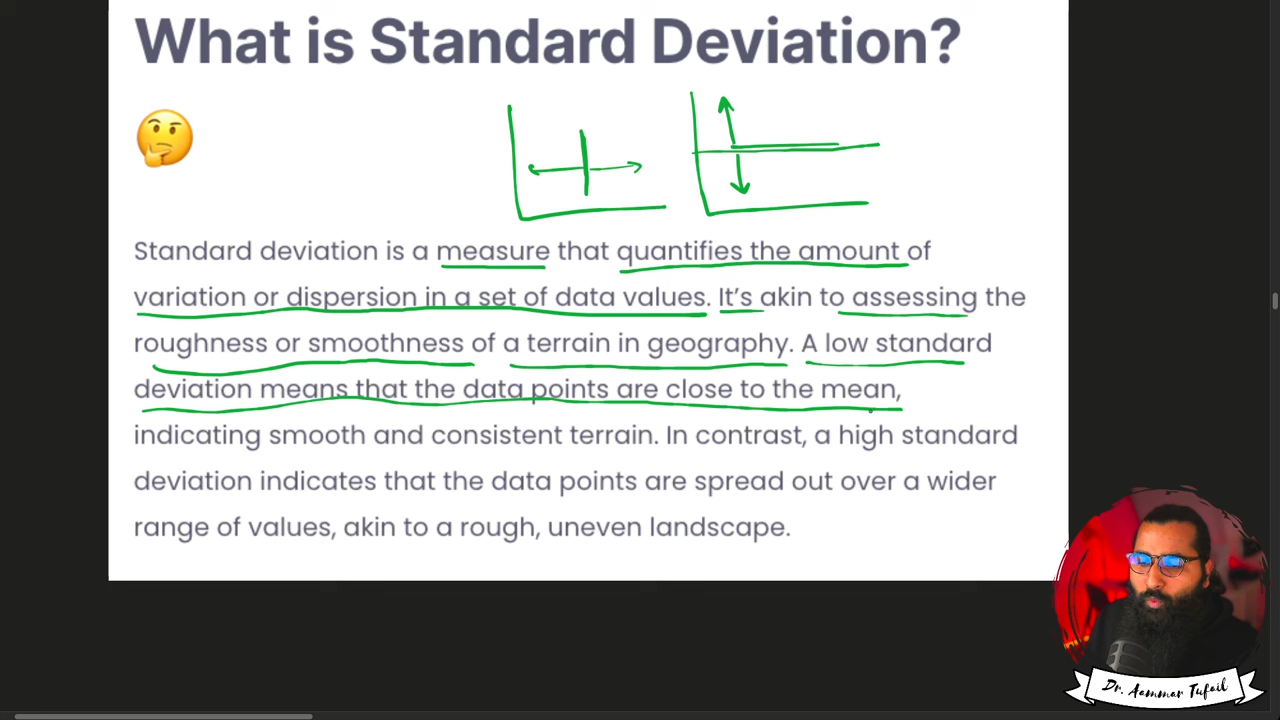 What is Standard Deviation?
Standard deviation is a measure that quantifies the amount of
variation or dispersion in a set of data values. It's akin to assessing the
roughness or smoothness of a terrain in geography. A low standard
deviation means that the data points are close to the mean,
indicating smooth and consistent terrain. In contrast, a high standard
deviation indicates that the data points are spread out over a wider
range of values, akin to a rough, uneven landscape.
Dr. Aammar Tufail